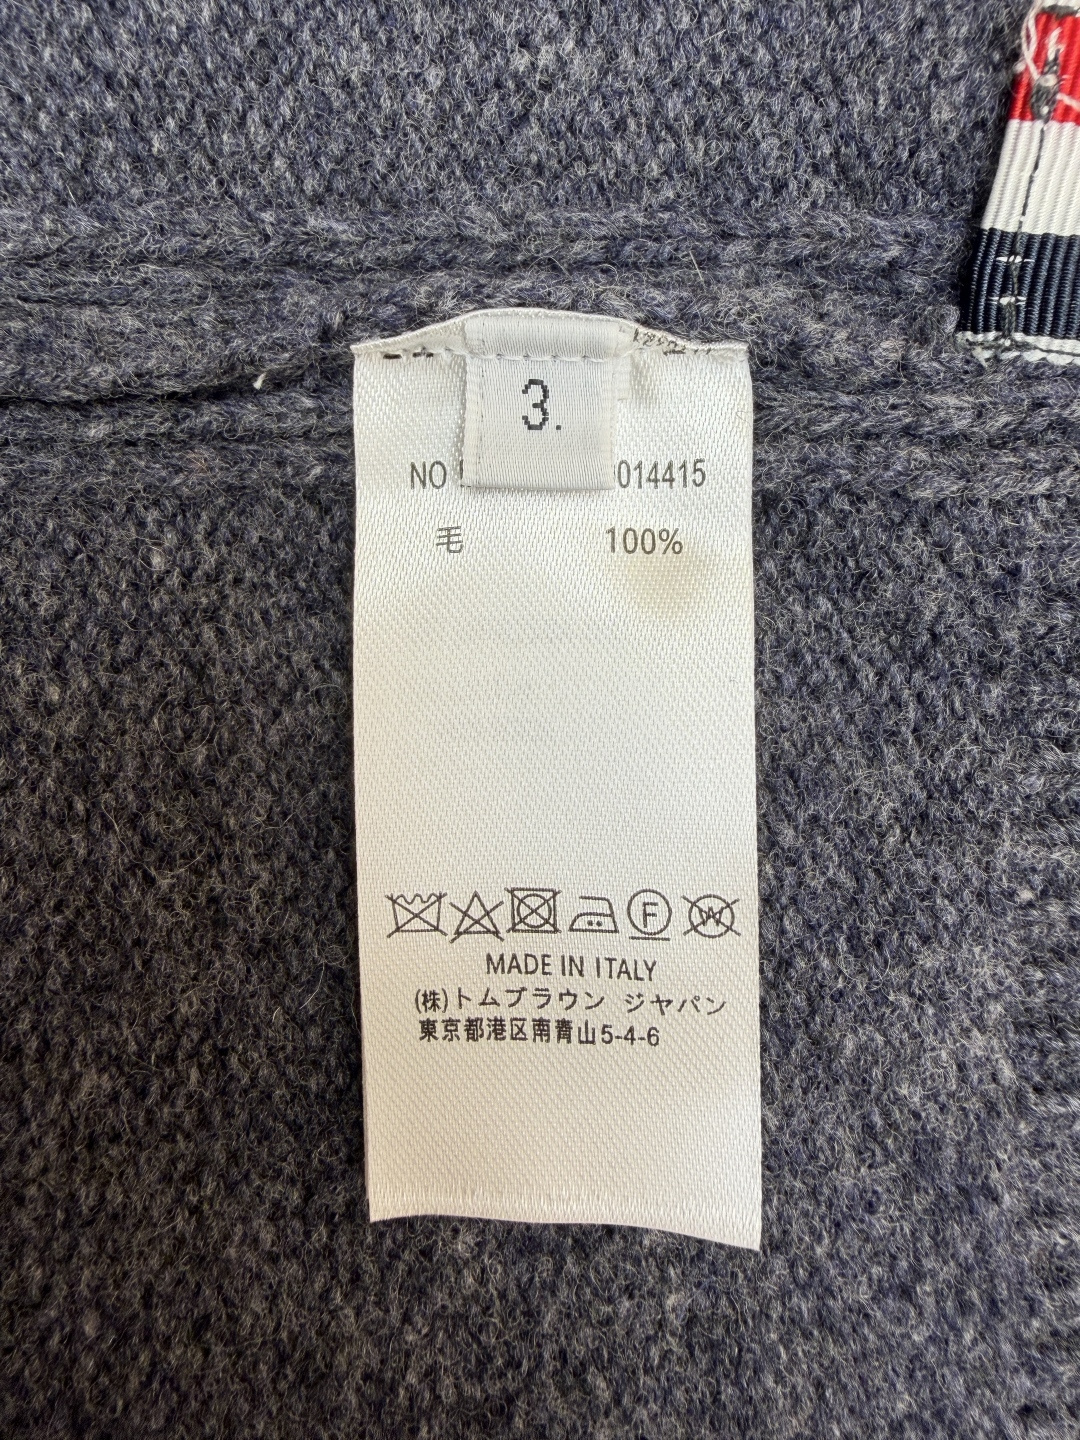 3.
NO 014415
毛 100%
F W
MADE IN ITALY
(株)トムブラウン ジャパン
東京都港区南青山5-4-6